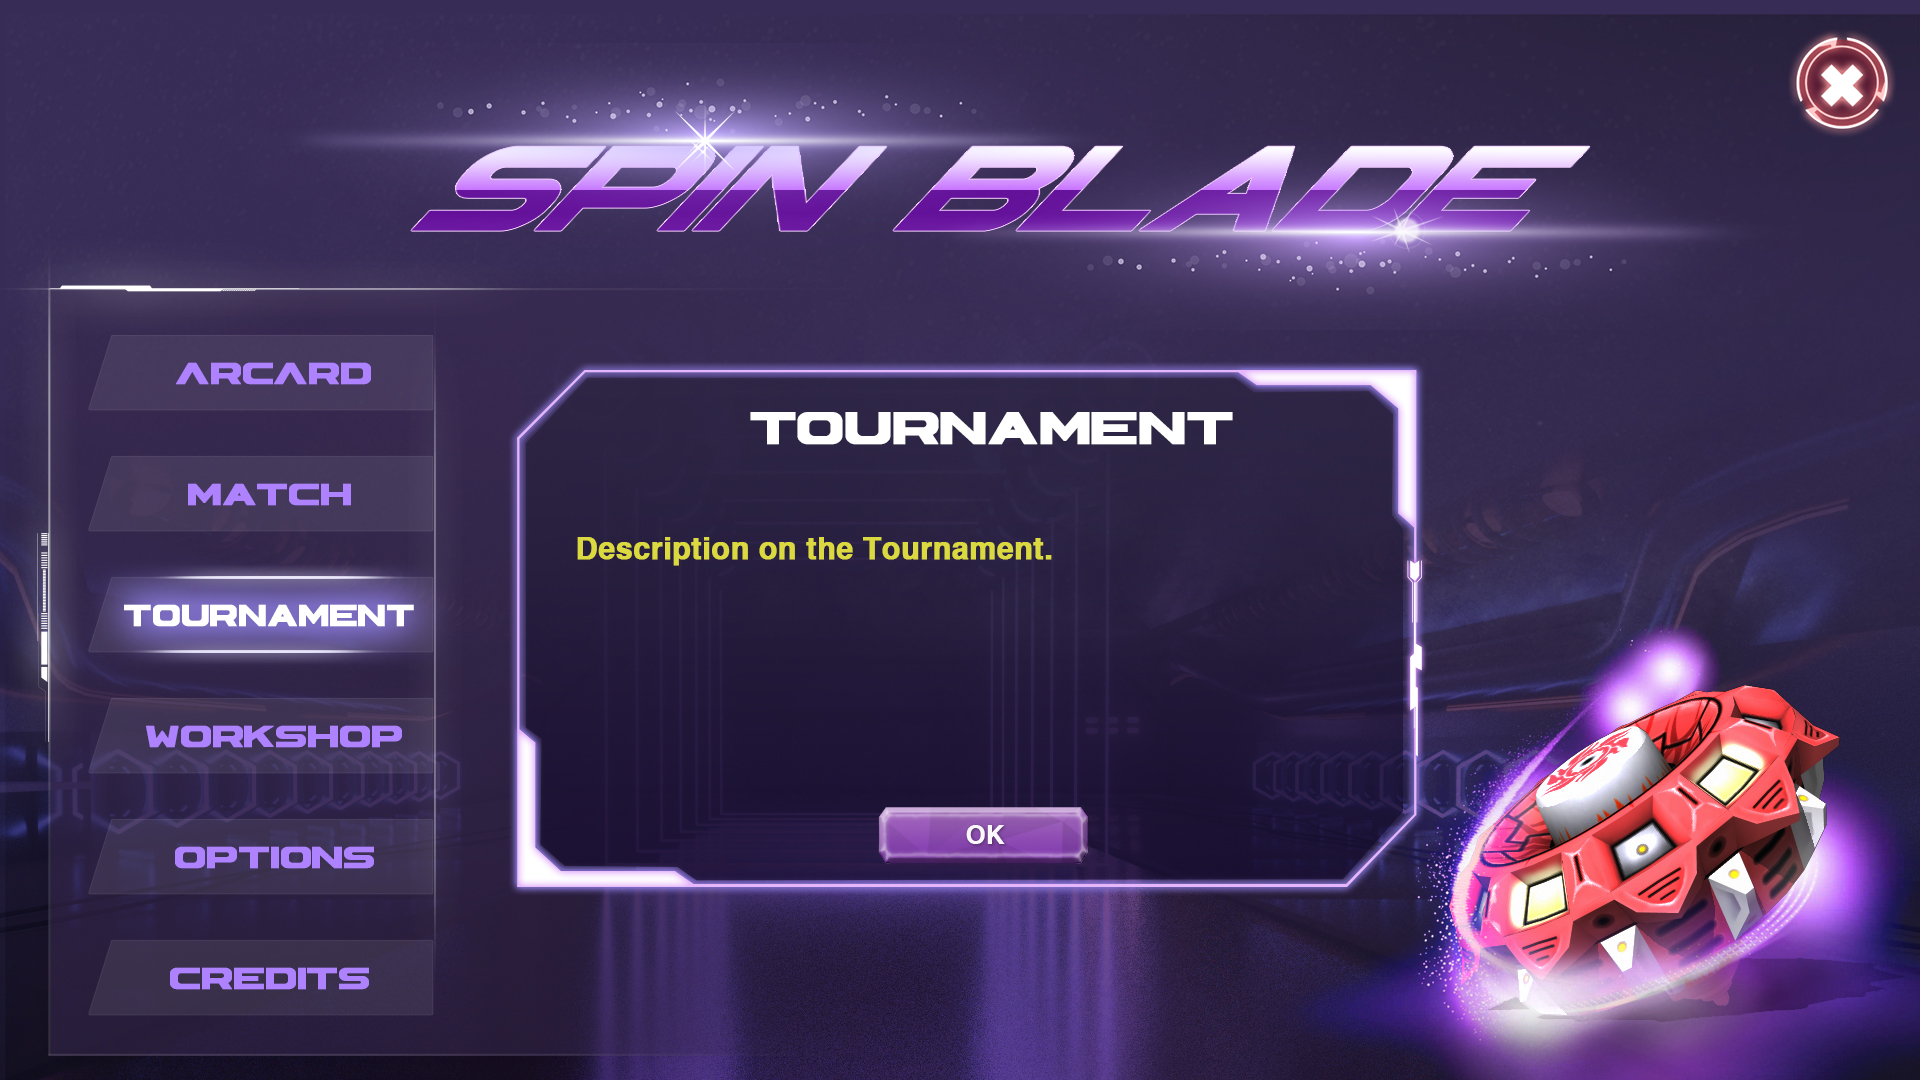 SPIN BLADE
ARCARD
MATCH
TOURNAMENT
WORKSHOP
OPTIONS
CREDITS
TOURNAMENT
Description on the Tournament.
OK